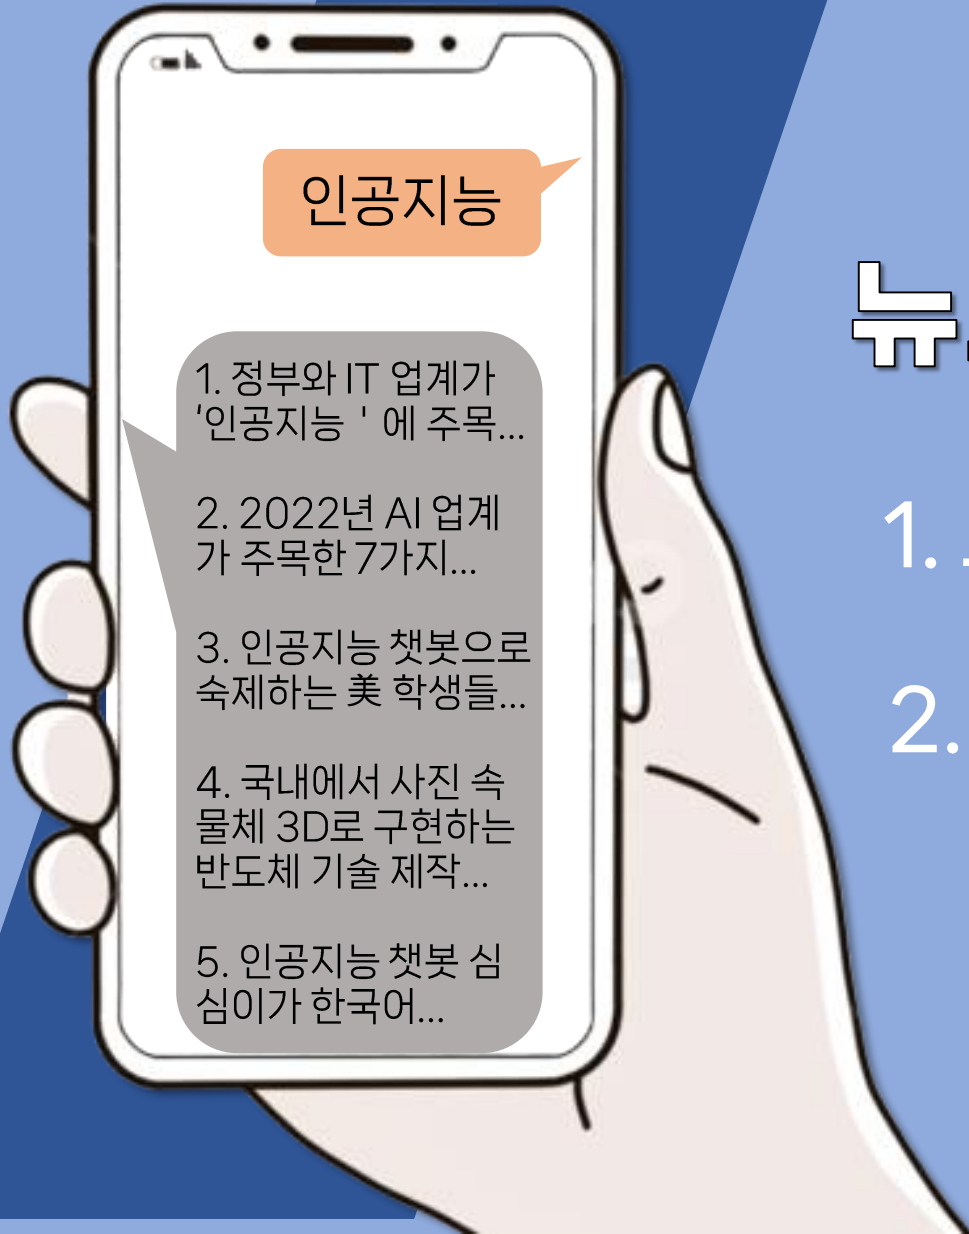 인공지능
1. 정부와 IT 업계가
'인공지능 ' 에 주목...
2. 2022년 AI 업계
가 주목한 7가지...
3. 인공지능 챗봇으로
숙제하는 美 학생들...
4. 국내에서 사진 속
물체 3D로 구현하는
반도체 기술 제작...
5. 인공지능 챗봇 심
심이가 한국어...
뉴
1.
2.